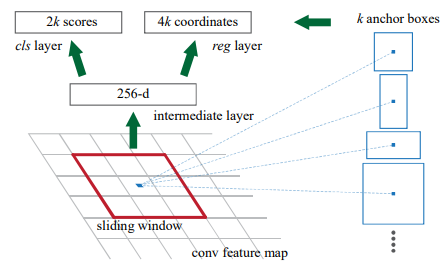 2k scores
4k coordinates
k anchor boxes
cls layer
reg layer
256-d
intermediate layer
sliding window
conv feature map